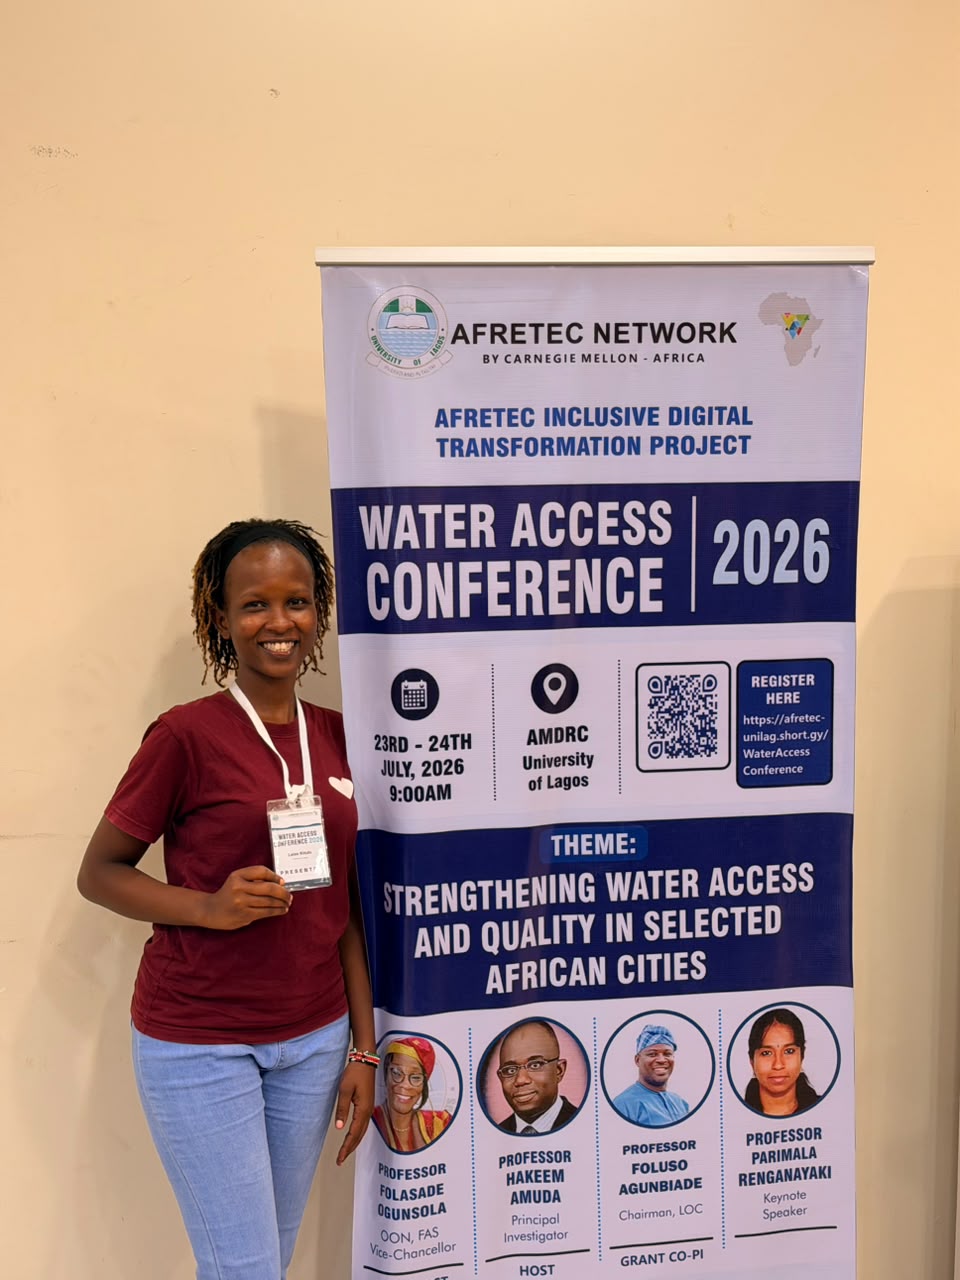 UNIVERSITY OF LAGOS
AFRETEC NETWORK
BY CARNEGIE MELLON - AFRICA
AFRETEC INCLUSIVE DIGITAL
TRANSFORMATION PROJECT
WATER ACCESS
CONFERENCE
2026
23RD - 24TH
JULY, 2026
9:00AM
AMDRC
University
of Lagos
REGISTER
HERE
https://afretec-
unilag.short.gy/
WaterAccess
Conference
THEME:
STRENGTHENING WATER ACCESS
AND QUALITY IN SELECTED
AFRICAN CITIES
WATER ACCESS
CONFERENCE 2026
PROFESSOR
FOLASADE
OGUNSOLA
OON, FAS
Vice-Chancellor
PROFESSOR
HAKEEM
AMUDA
Principal
Investigator
HOST
PROFESSOR
FOLUSO
AGUNBIADE
Chairman, LOC
GRANT CO-PI
PROFESSOR
PARIMALA
RENGANAYAKI
Keynote
Speaker